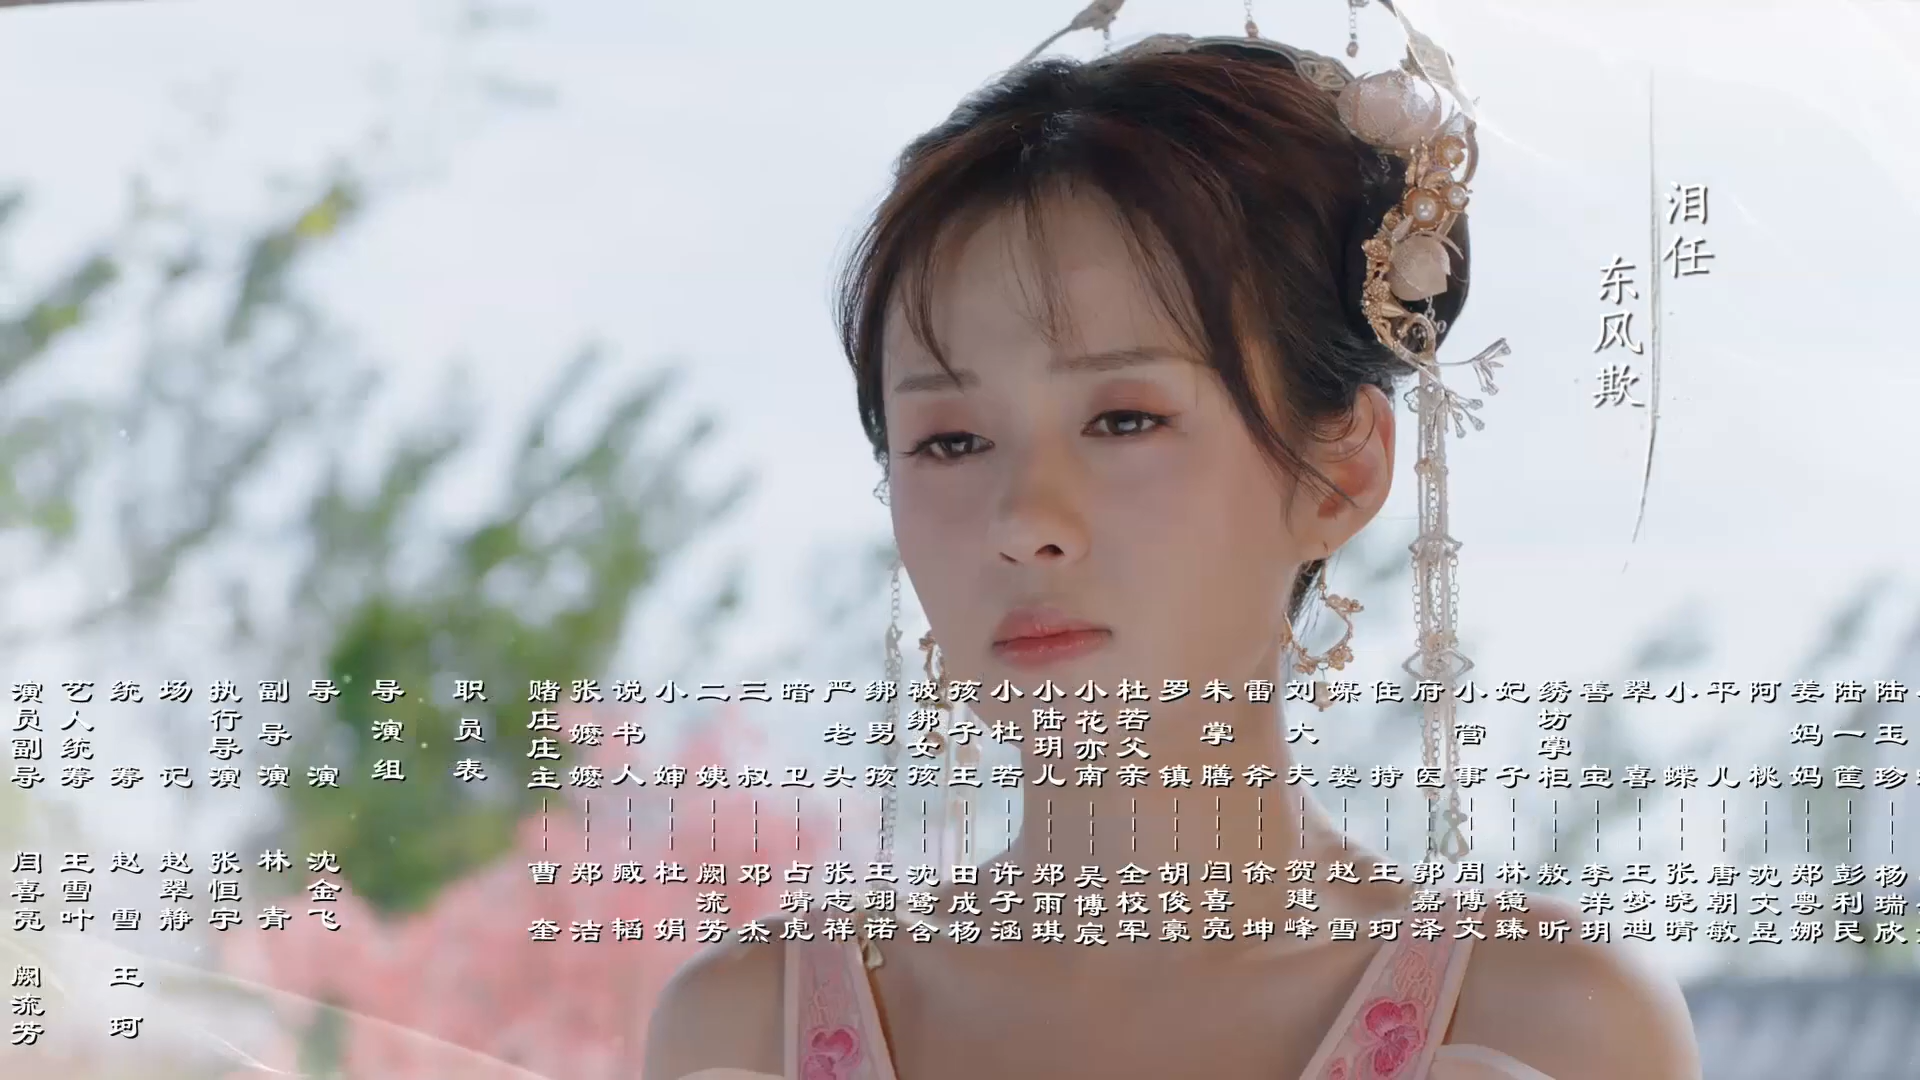 泪任
东风欺
陆玉珍----杨瑞欣
陆一筐----彭利民
姜妈妈----郑粤娜
阿桃----沈文昱
平儿----唐朝敏
小蝶----张晓晴
翠喜----王梦迪
喜宝----李洋玥
绣坊掌柜----敖昕
妃子----林镜臻
小管事----周博文
府医----郭嘉泽
住持----王珂
媒婆----赵雪
刘大夫----贺建峰
雷斧----徐坤
朱掌膳----闫喜亮
罗镇----胡俊豪
杜若父亲----全校军
小花亦南----吴博宸
小陆玥儿----郑雨琪
小杜若----许子涵
孩子王----田成杨
被绑女孩----沈鹭含
绑男孩----王翊诺
严老头----张志祥
暗卫----占靖虎
三叔----邓杰
二姨----阙流芳
小婶----杜娟
说书人----臧韬
张嬷嬷----郑洁
赌庄庄主----曹奎
职员表
导演组
导演 沈金飞
副导演 林青
执行导演 张恒宇
场记 赵翠静
统筹 赵雪 王珂
艺人统筹 王雪叶
演员副导 闫喜亮 阙流芳